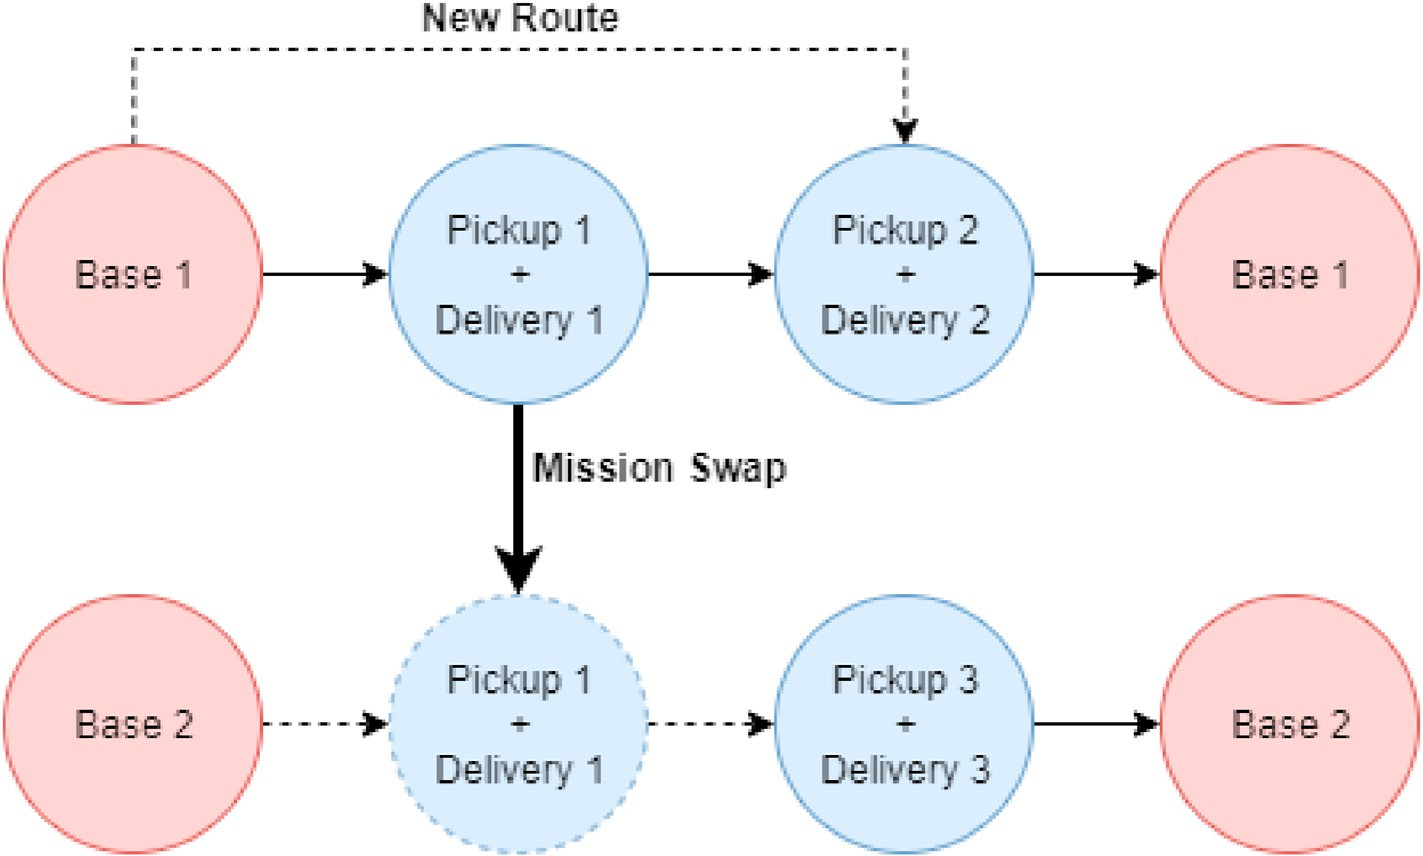 New Route
Base 1
Pickup 1
+
Delivery 1
Pickup 2
+
Delivery 2
Base 1
Mission Swap
Base 2
Pickup 1
+
Delivery 1
Pickup 3
+
Delivery 3
Base 2